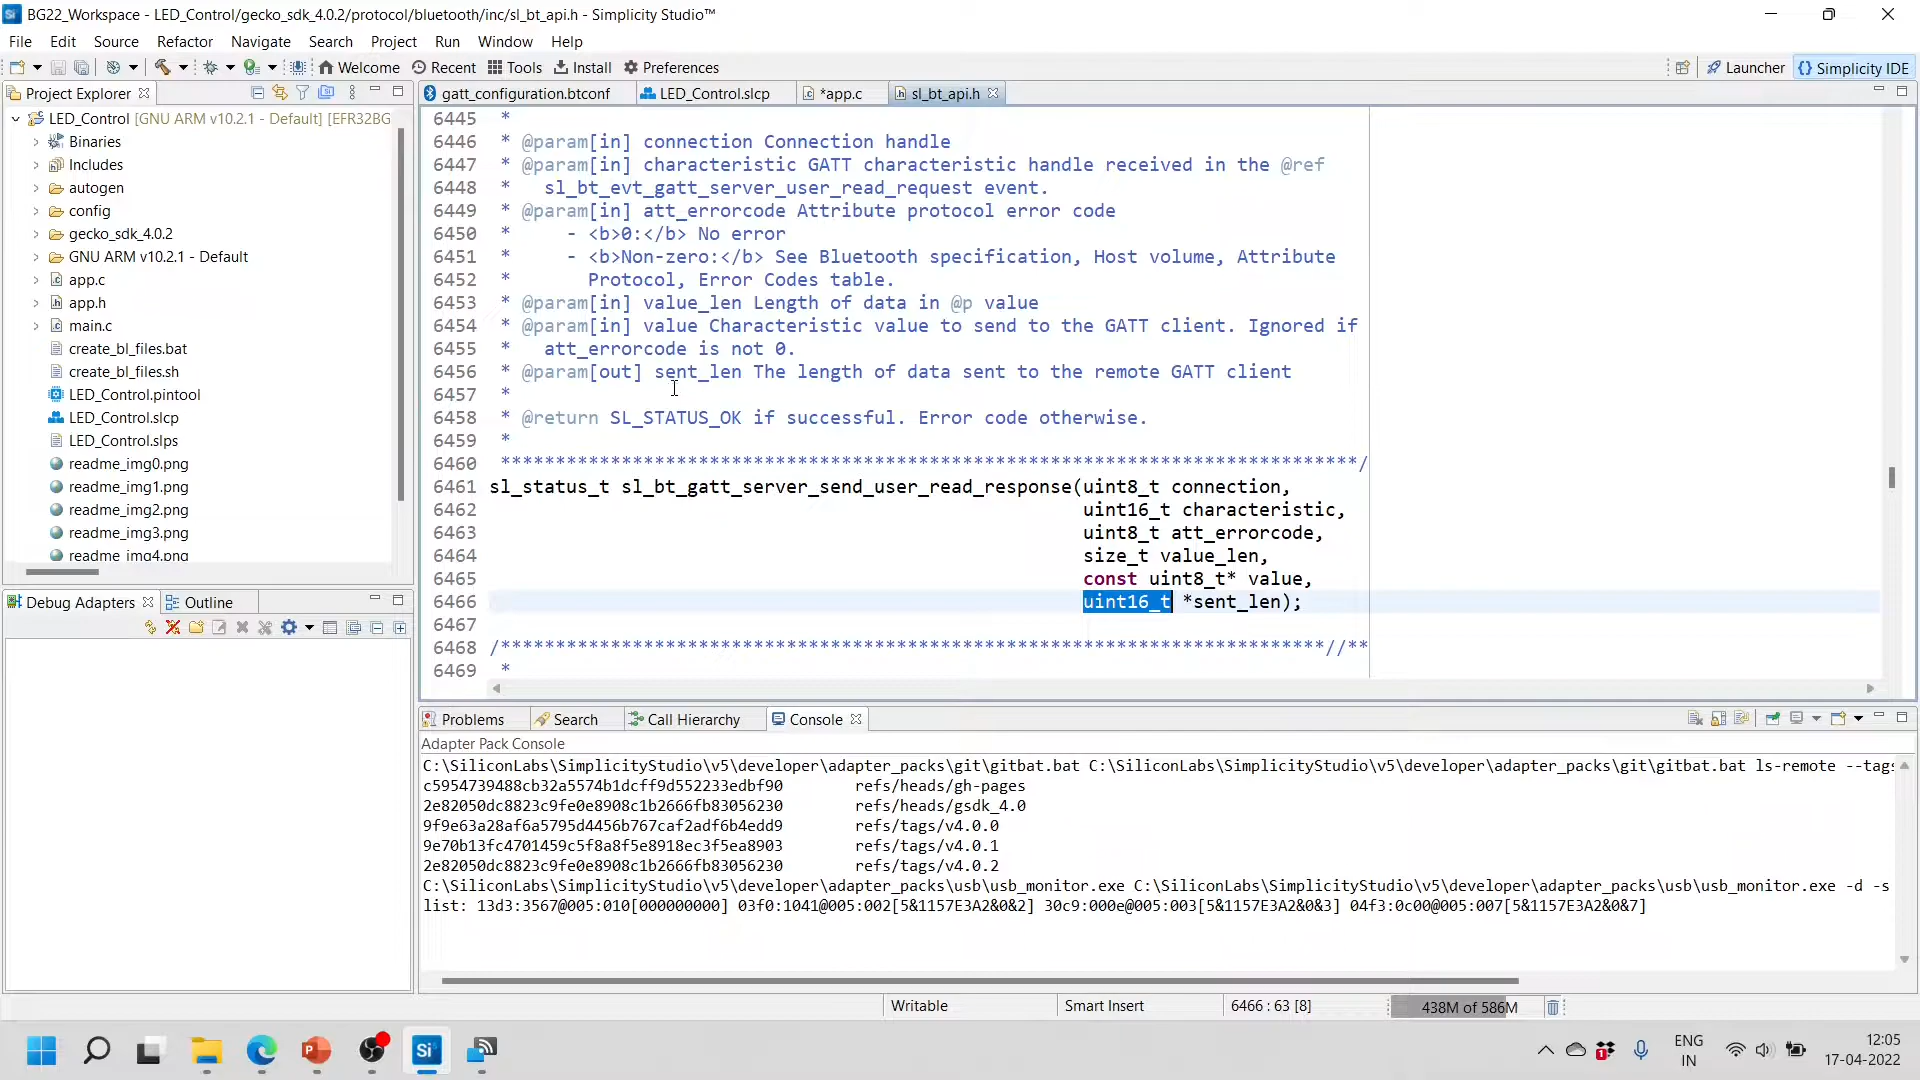 BG22_Workspace - LED_Control/gecko_sdk_4.0.2/protocol/bluetooth/inc/sl_bt_api.h - Simplicity Studio™
File Edit Source Refactor Navigate Search Project Run Window Help
Welcome Recent Tools Install Preferences Launcher {} Simplicity IDE
Project Explorer
LED_Control [GNU ARM v10.2.1 - Default] [EFR32BG
Binaries
Includes
autogen
config
gecko_sdk_4.0.2
GNU ARM v10.2.1 - Default
app.c
app.h
main.c
create_bl_files.bat
create_bl_files.sh
LED_Control.pintool
LED_Control.slcp
LED_Control.slps
readme_img0.png
readme_img1.png
readme_img2.png
readme_img3.png
readme_img4.png
Debug Adapters Outline
gatt_configuration.btconf LED_Control.slcp *app.c sl_bt_api.h
6445 *
6446 * @param[in] connection Connection handle
6447 * @param[in] characteristic GATT characteristic handle received in the @ref
6448 * sl_bt_evt_gatt_server_user_read_request event.
6449 * @param[in] att_errorcode Attribute protocol error code
6450 * - <b>0:</b> No error
6451 * - <b>Non-zero:</b> See Bluetooth specification, Host volume, Attribute
6452 * Protocol, Error Codes table.
6453 * @param[in] value_len Length of data in @p value
6454 * @param[in] value Characteristic value to send to the GATT client. Ignored if
6455 * att_errorcode is not 0.
6456 * @param[out] sent_len The length of data sent to the remote GATT client
6457 *
6458 * @return SL_STATUS_OK if successful. Error code otherwise.
6459 *
6460 ******************************************************************************/
6461 sl_status_t sl_bt_gatt_server_send_user_read_response(uint8_t connection,
6462 uint16_t characteristic,
6463 uint8_t att_errorcode,
6464 size_t value_len,
6465 const uint8_t* value,
6466 uint16_t *sent_len);
6467
6468 /***************************************************************************//**
6469 *
Problems Search Call Hierarchy Console
Adapter Pack Console
C:\SiliconLabs\SimplicityStudio\v5\developer\adapter_packs\git\gitbat.bat C:\SiliconLabs\SimplicityStudio\v5\developer\adapter_packs\git\gitbat.bat ls-remote --tags
c5954739488cb32a5574b1dcff9d552233edbf90 refs/heads/gh-pages
2e82050dc8823c9fe0e8908c1b2666fb83056230 refs/heads/gsdk_4.0
9f9e63a28af6a5795d4456b767caf2adf6b4edd9 refs/tags/v4.0.0
9e70b13fc4701459c5f8a8f5e8918ec3f5ea8903 refs/tags/v4.0.1
2e82050dc8823c9fe0e8908c1b2666fb83056230 refs/tags/v4.0.2
C:\SiliconLabs\SimplicityStudio\v5\developer\adapter_packs\usb\usb_monitor.exe C:\SiliconLabs\SimplicityStudio\v5\developer\adapter_packs\usb\usb_monitor.exe -d -s
list: 13d3:3567@005:010[000000000] 03f0:1041@005:002[5&1157E3A2&0&2] 30c9:000e@005:003[5&1157E3A2&0&3] 04f3:0c00@005:007[5&1157E3A2&0&7]
Writable Smart Insert 6466 : 63 [8] 438M of 586M
ENG
IN
12:05
17-04-2022